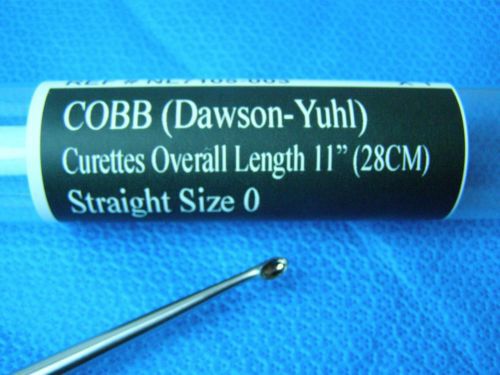 COBB (Dawson-Yuhl)
Curettes Overall Length 11” (28CM)
Straight Size 0